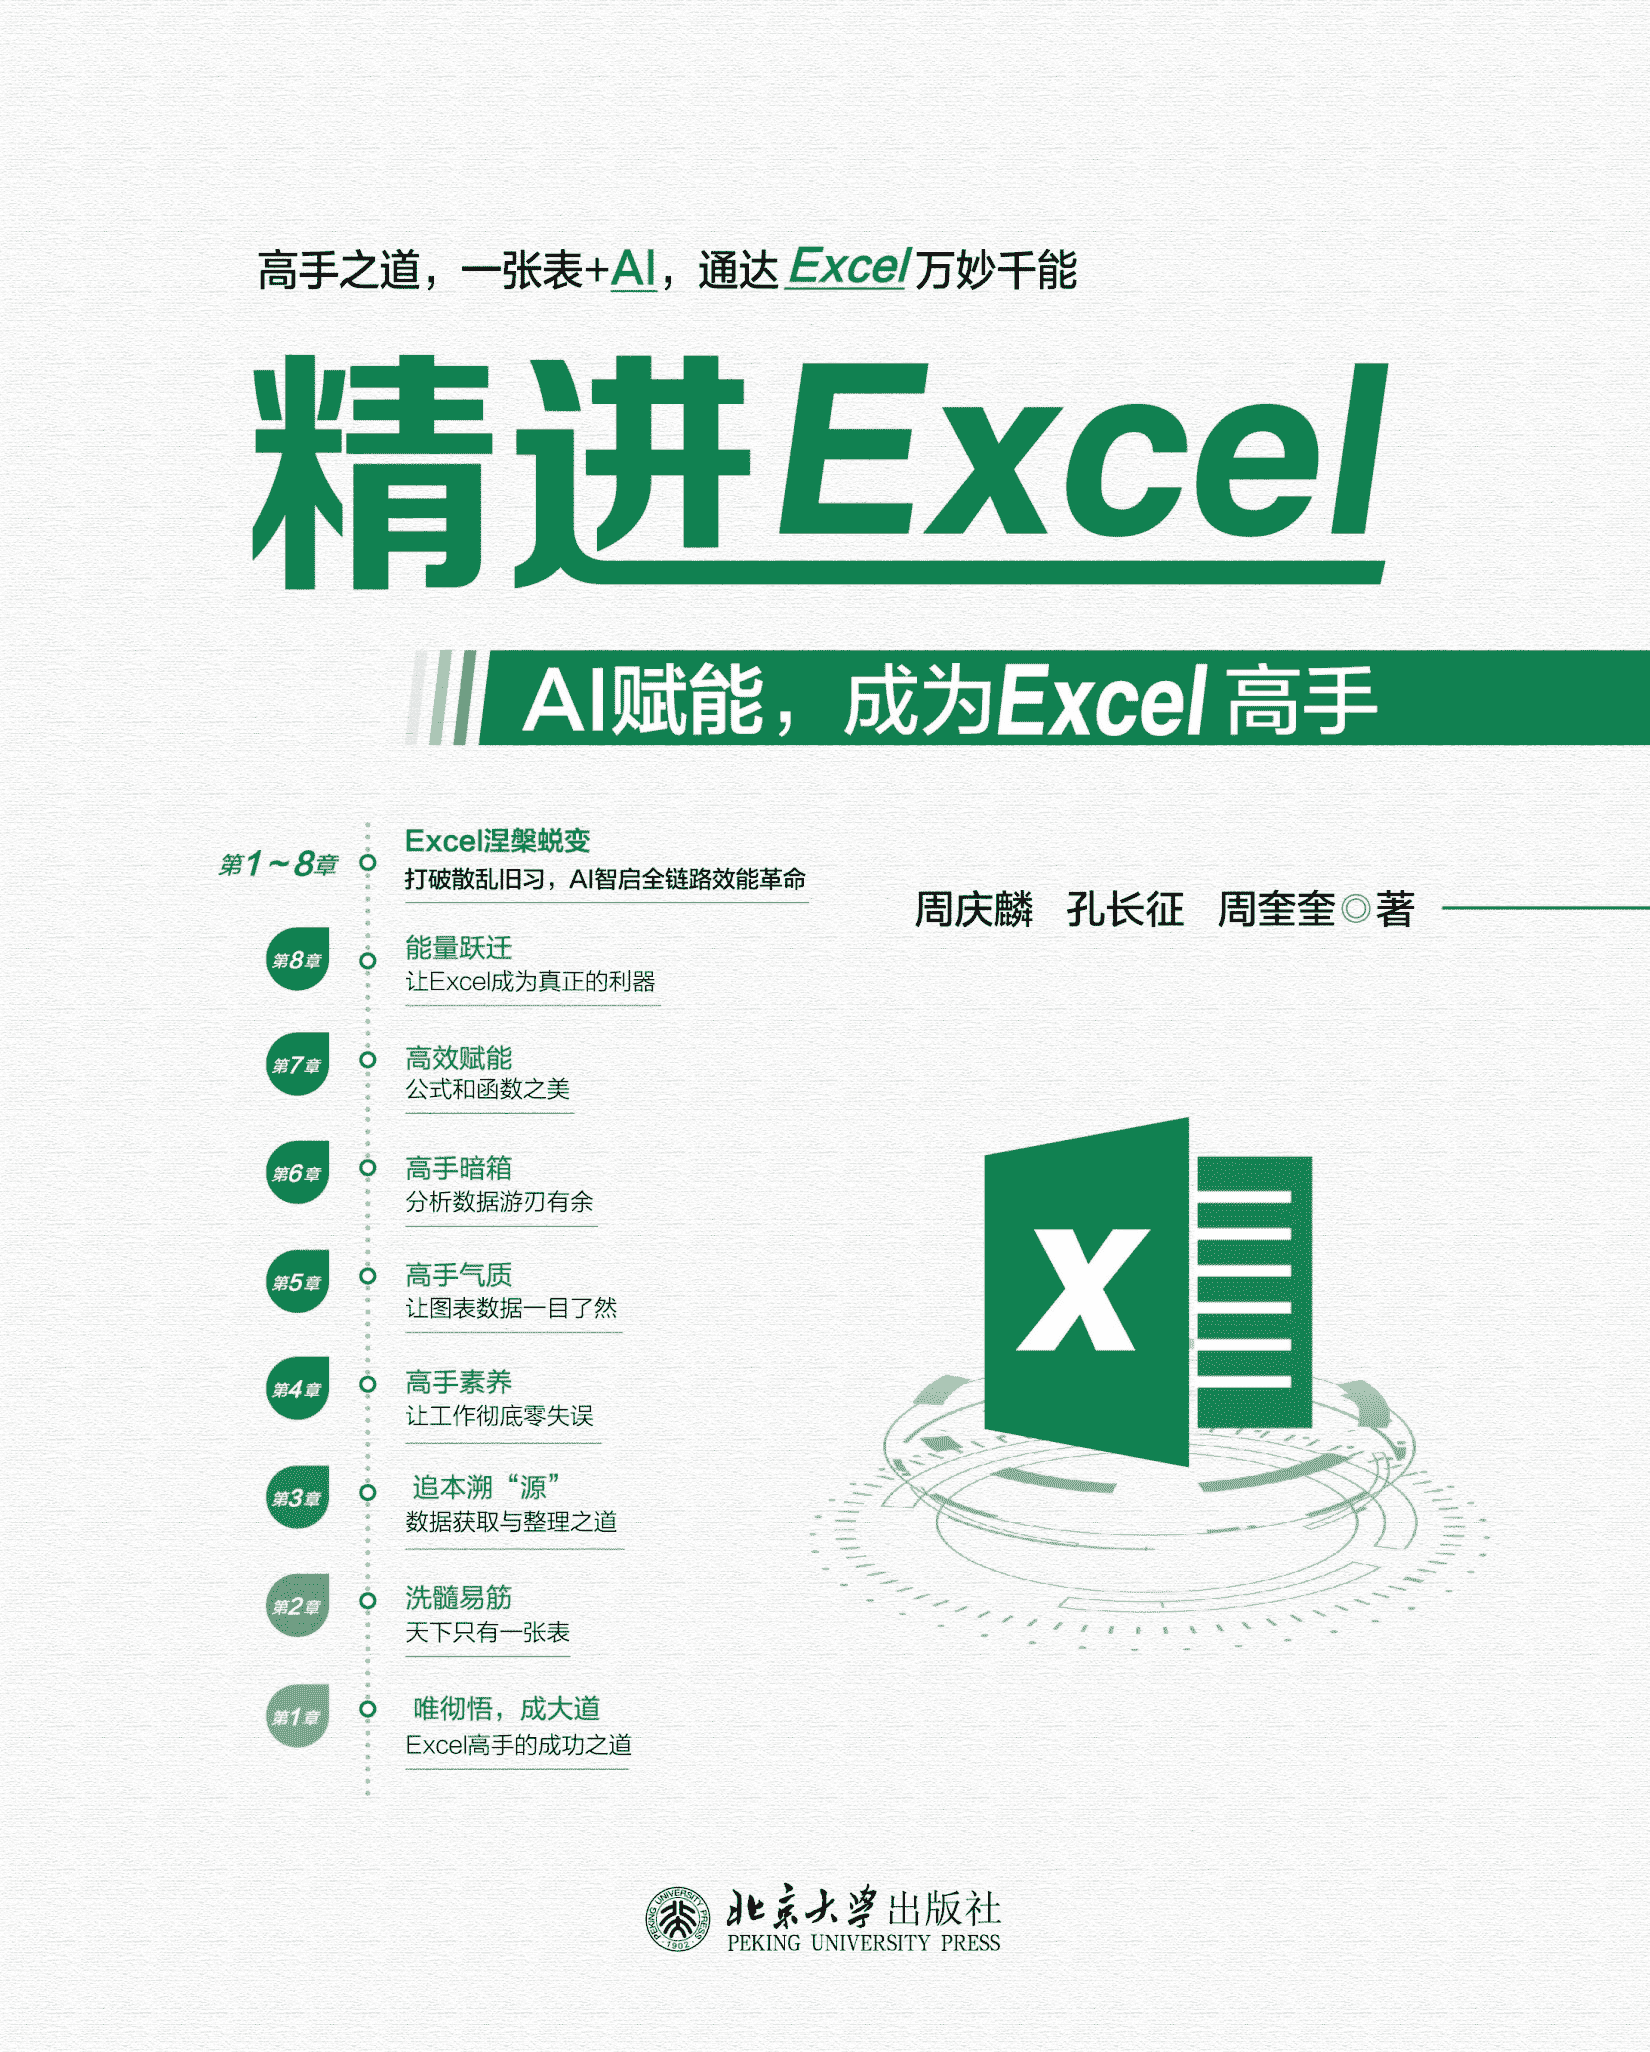 高手之道，一张表+AI，通达Excel万妙千能
精进Excel
AI赋能，成为Excel高手
第1~8章
Excel涅槃蜕变
打破散乱旧习，AI智启全链路效能革命
周庆麟 孔长征 周奎奎◎著
第8章
能量跃迁
让Excel成为真正的利器
第7章
高效赋能
公式和函数之美
第6章
高手暗箱
分析数据游刃有余
第5章
高手气质
让图表数据一目了然
第4章
高手素养
让工作彻底零失误
第3章
追本溯“源”
数据获取与整理之道
第2章
洗髓易筋
天下只有一张表
第1章
唯彻悟，成大道
Excel高手的成功之道
X
北京大学出版社
PEKING UNIVERSITY PRESS
PEKING UNIVERSITY PRESS
·1902·